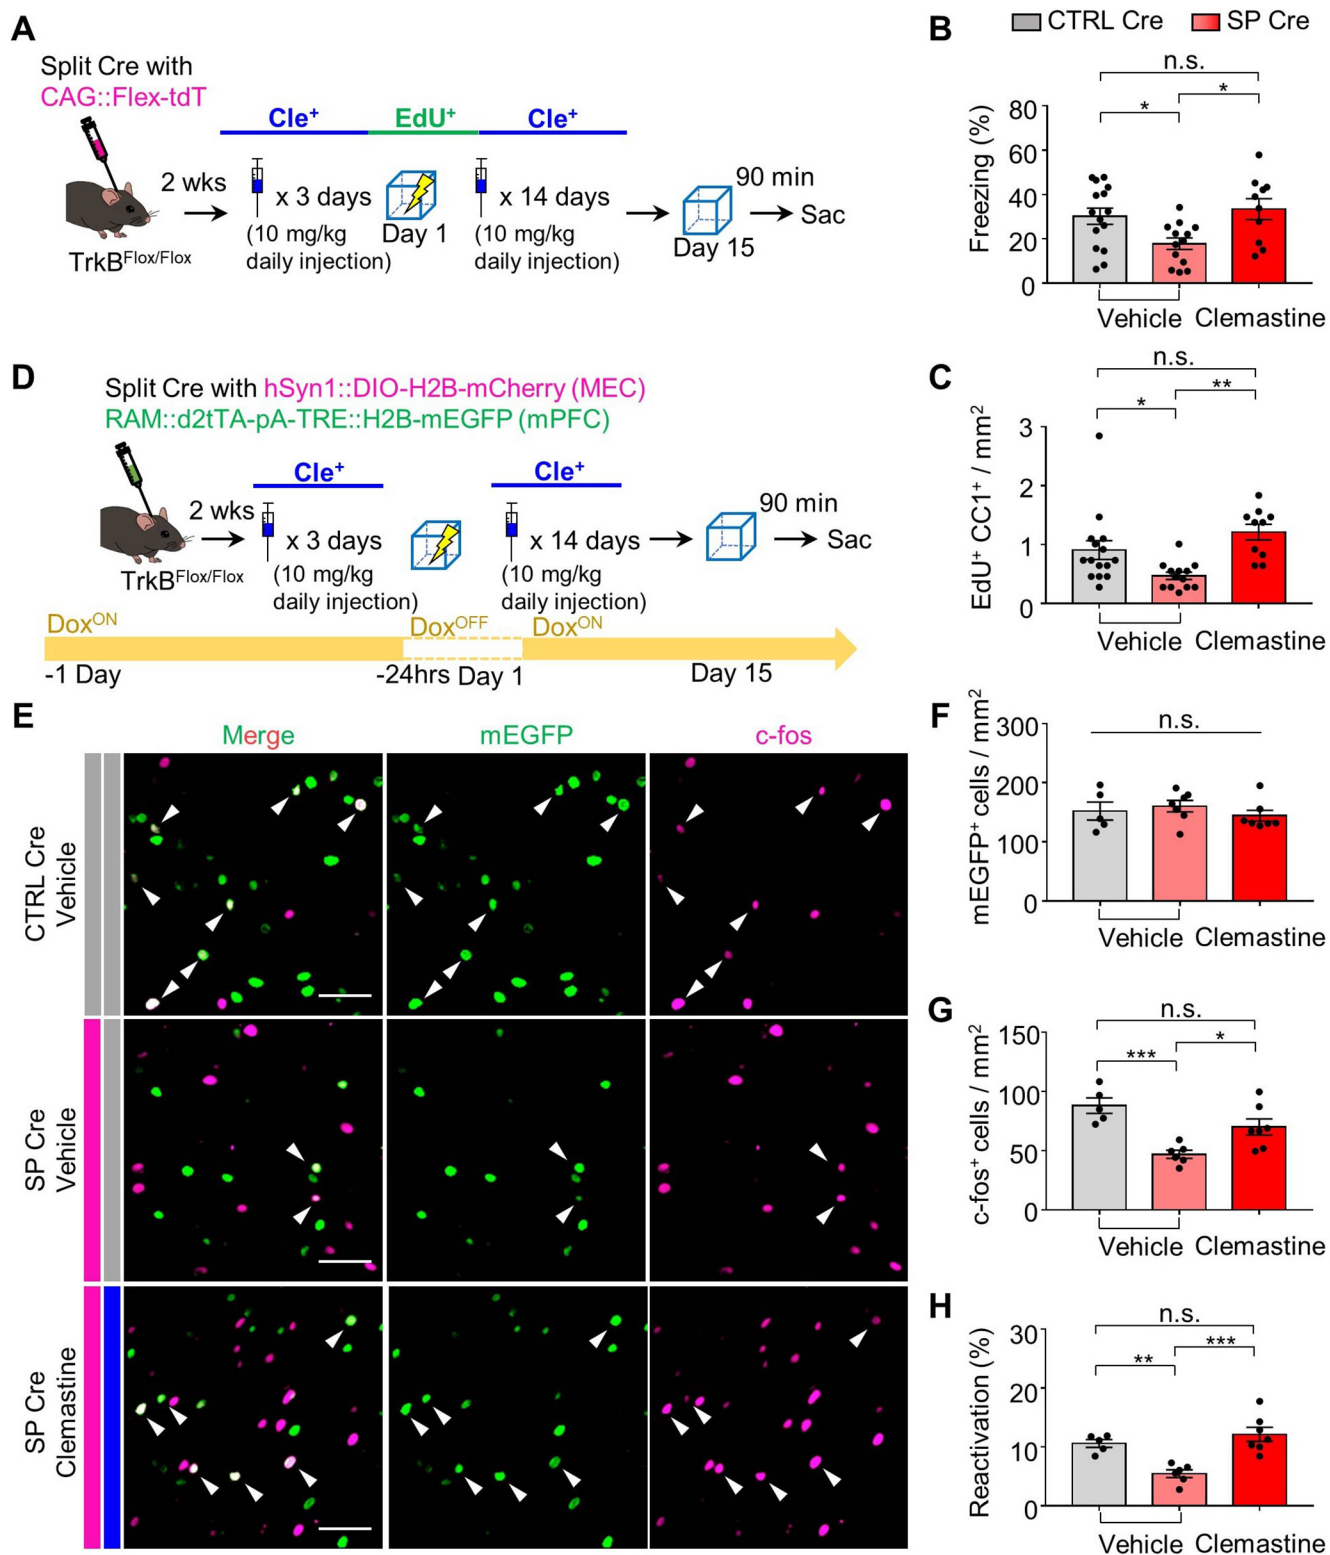 A
Split Cre with
CAG::Flex-tdT
Cle+ EdU+ Cle+
2 wks
x 3 days
x 14 days
90 min
Sac
(10 mg/kg
daily injection)
Day 1
(10 mg/kg
daily injection)
Day 15
TrkBFlox/Flox
B
CTRL Cre SP Cre
n.s.
*
*
Freezing (%)
80
60
40
20
0
Vehicle Clemastine
C
n.s.
**
*
EdU+ CC1+ / mm2
3
2
1
0
Vehicle Clemastine
D
Split Cre with hSyn1::DIO-H2B-mCherry (MEC)
RAM::d2tTA-pA-TRE::H2B-mEGFP (mPFC)
Cle+ Cle+
2 wks
x 3 days
x 14 days
90 min
Sac
(10 mg/kg
daily injection)
(10 mg/kg
daily injection)
TrkBFlox/Flox
DoxON DoxOFF DoxON
-1 Day -24hrs Day 1 Day 15
E
Merge mEGFP c-fos
CTRL Cre
Vehicle
SP Cre
Vehicle
SP Cre
Clemastine
F
n.s.
mEGFP+ cells / mm2
300
200
100
0
Vehicle Clemastine
G
n.s.
*
***
c-fos+ cells / mm2
150
100
50
0
Vehicle Clemastine
H
n.s.
***
**
Reactivation (%)
30
20
10
0
Vehicle Clemastine